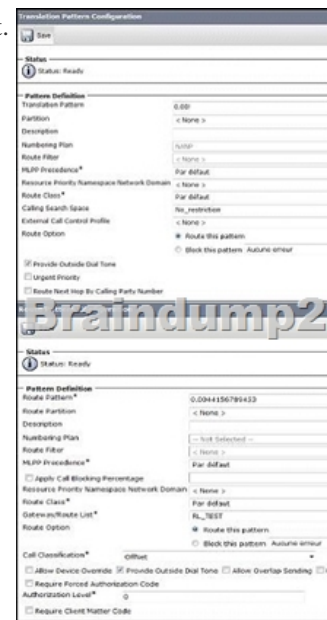 t.
Translation Pattern Configuration
Save
Status
Status: Ready
Pattern Definition
Translation Pattern 0.00!
Partition < None >
Description
Numbering Plan NANP
Route Filter < None >
MLPP Precedence* Par défaut
Resource Priority Namespace Network Domain < None >
Route Class* Par défaut
Calling Search Space No_restriction
External Call Control Profile < None >
Route Option Route this pattern
Block this pattern Aucune erreur
Provide Outside Dial Tone
Urgent Priority
Route Next Hop By Calling Party Number
Braindump2
Status
Status: Ready
Pattern Definition
Route Pattern* 0.0044156789433
Route Partition < None >
Description
Numbering Plan -- Not Selected --
Route Filter < None >
MLPP Precedence* Par défaut
Apply Call Blocking Percentage
Resource Priority Namespace Network Domain < None >
Route Class* Par défaut
Gateway/Route List* RL_TEST
Route Option Route this pattern
Block this pattern Aucune erreur
Call Classification* OffNet
Allow Device Override Provide Outside Dial Tone Allow Overlap Sending
Require Forced Authorization Code
Authorization Level* 0
Require Client Matter Code